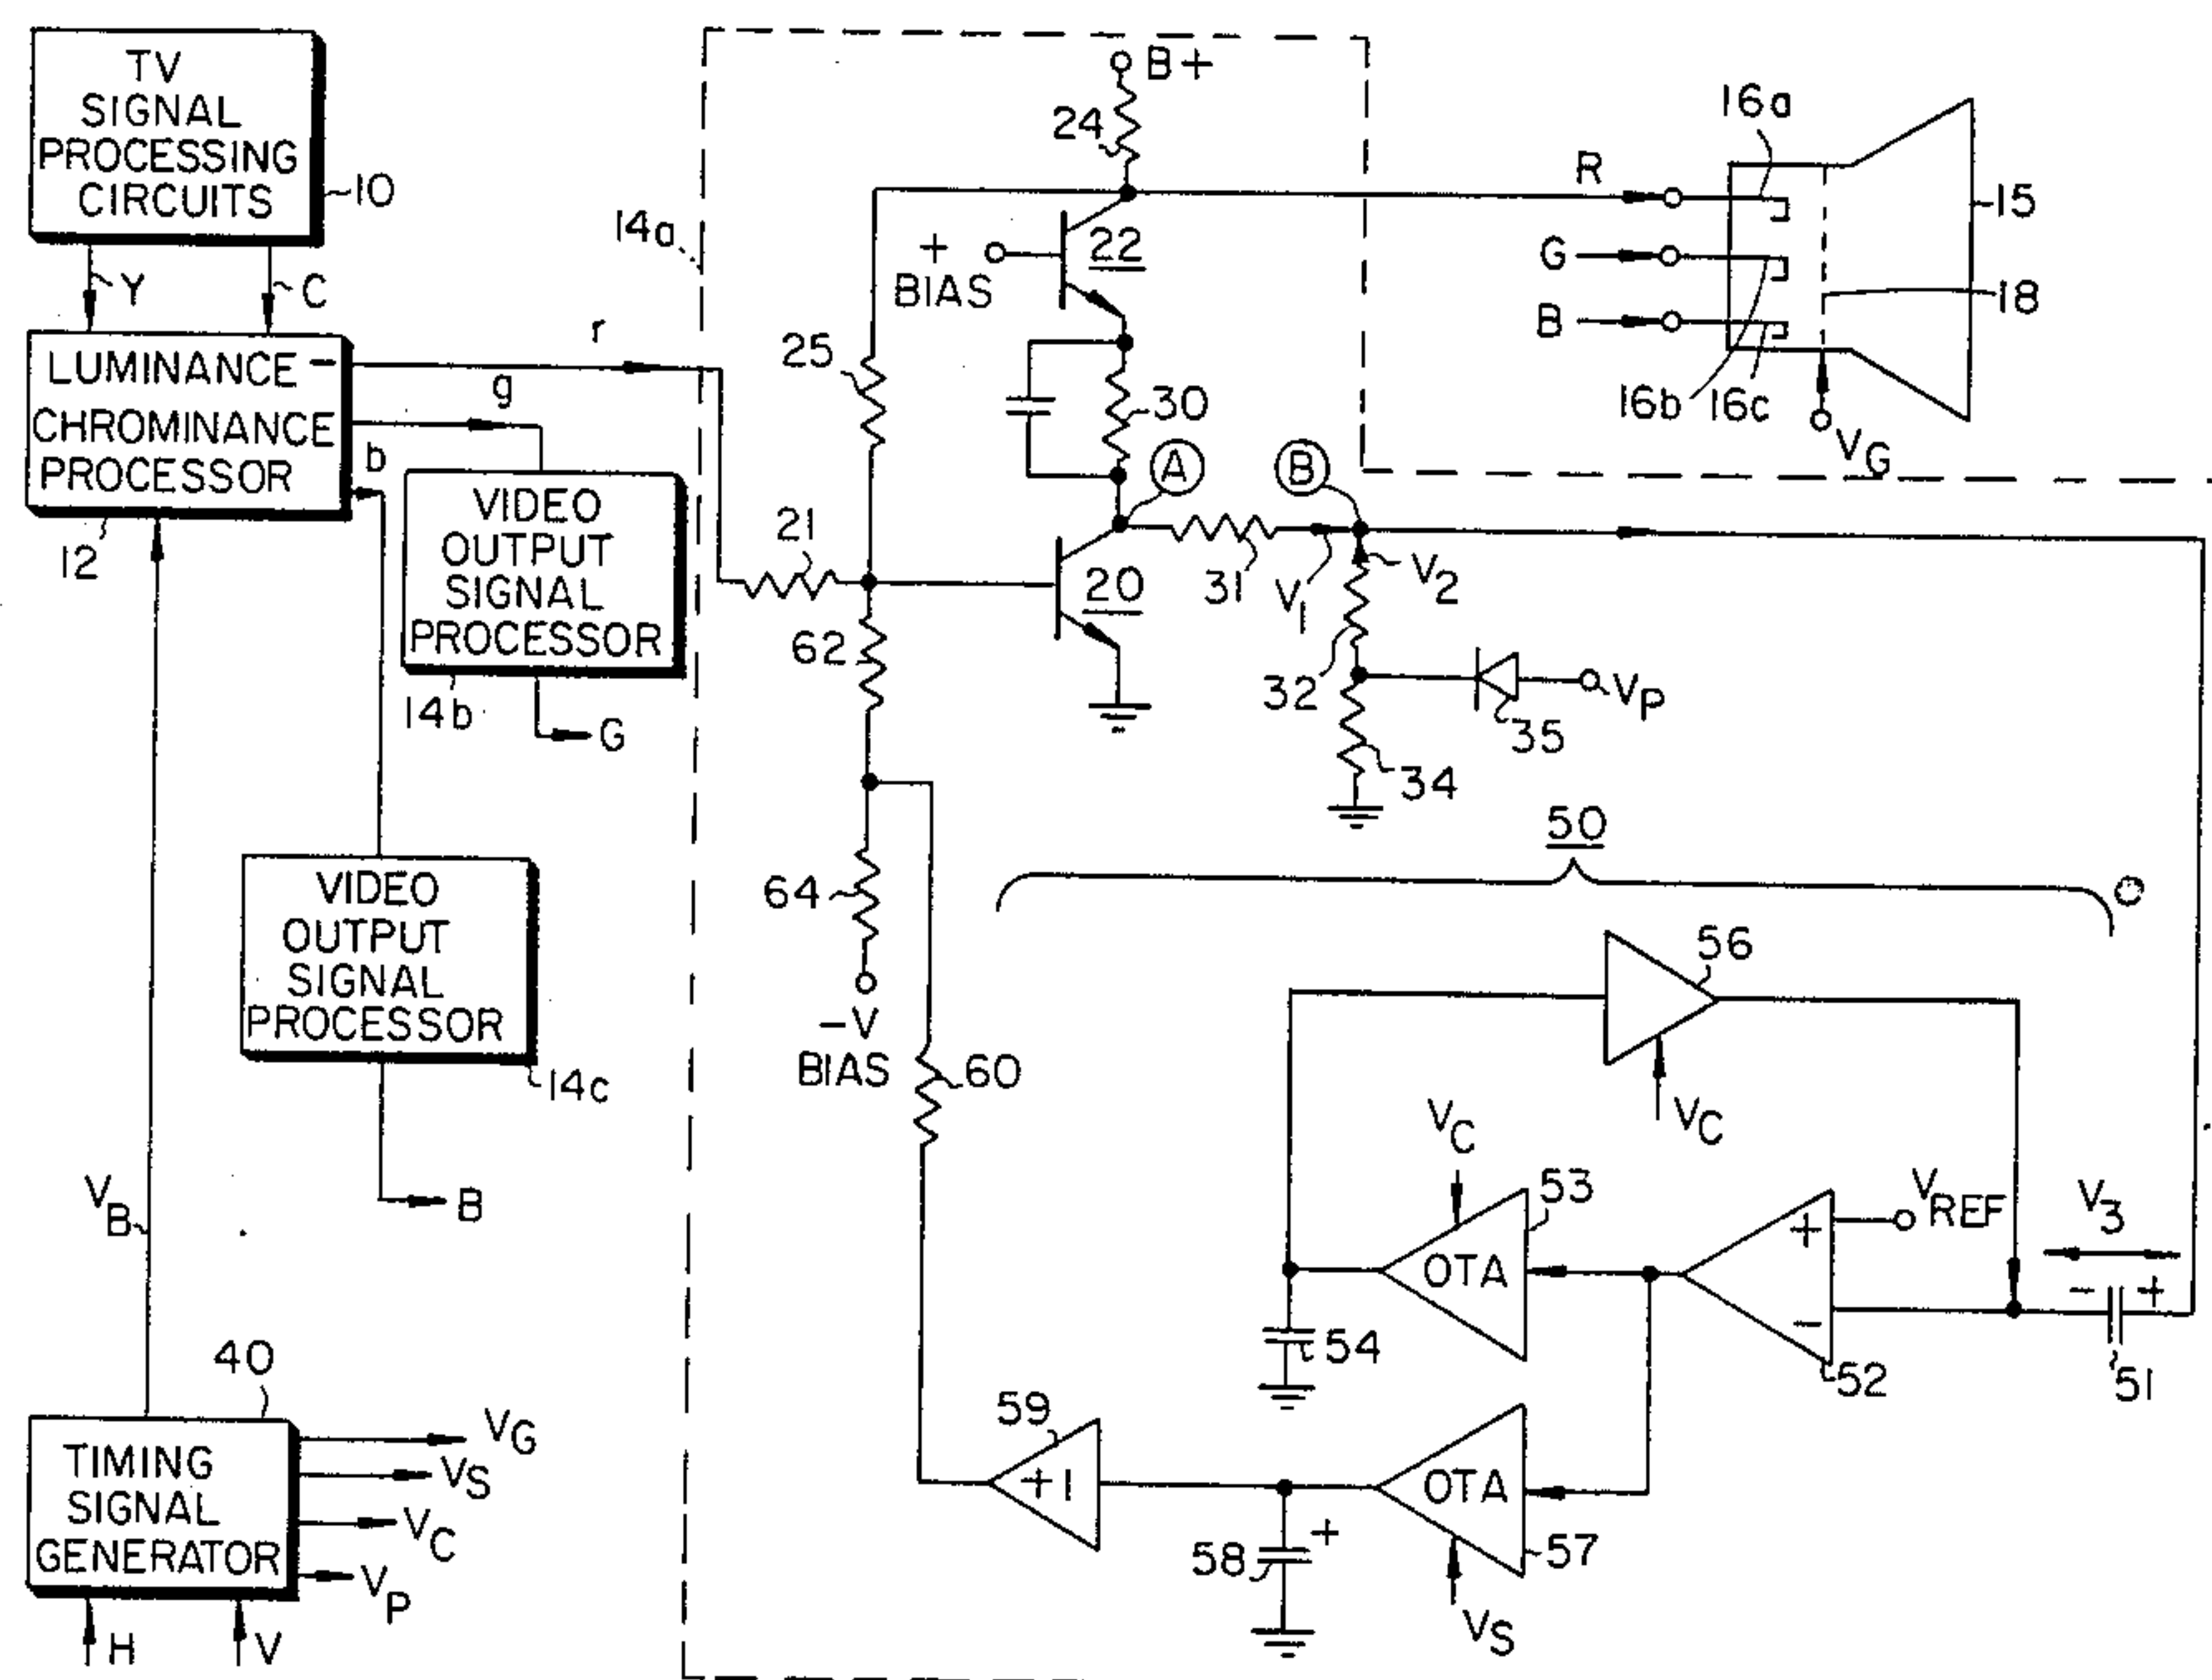 TV
SIGNAL
PROCESSING
CIRCUITS
10
Y
C
LUMINANCE -
CHROMINANCE
PROCESSOR
12
r
g
b
VIDEO
OUTPUT
SIGNAL
PROCESSOR
14b
G
VIDEO
OUTPUT
SIGNAL
PROCESSOR
14c
B
VB
40
TIMING
SIGNAL
GENERATOR
VG
VS
VC
VP
H
V
14a
B+
24
+
BIAS
22
25
30
A
B
21
20
31
V1
V2
32
35
VP
34
62
64
-V
BIAS
60
R
G
B
16a
16b
16c
15
18
VG
50
56
VC
VC
53
OTA
54
+
-
52
VREF
V3
- +
51
59
+1
58
+
OTA
57
VS